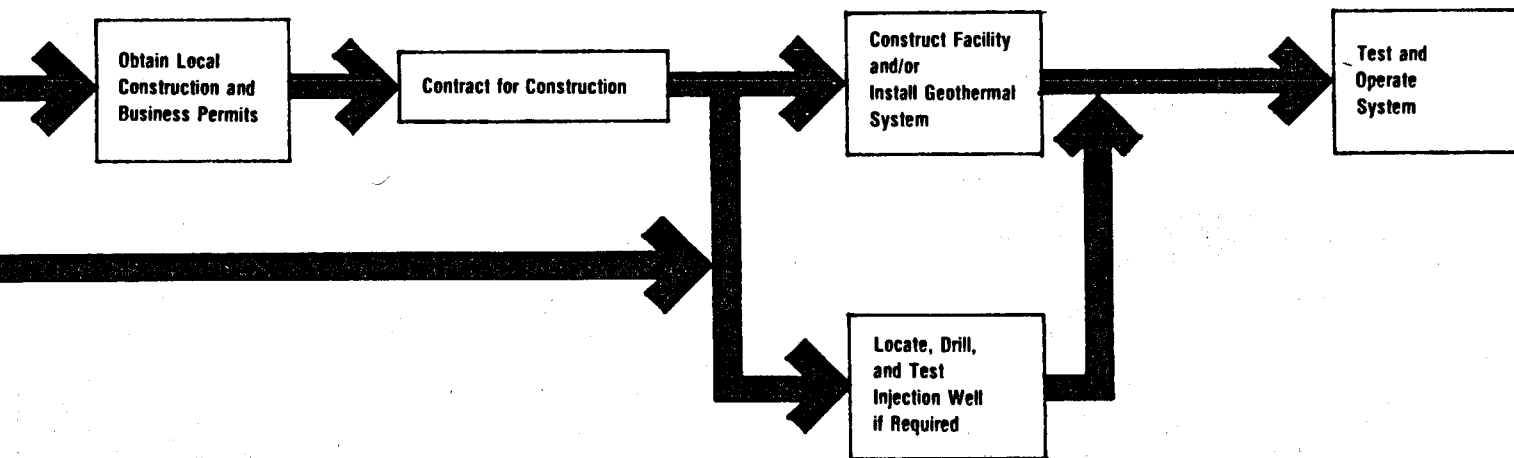 Obtain Local
Construction and
Business Permits
Contract for Construction
Construct Facility
and/or
Install Geothermal
System
Test and
Operate
System
Locate, Drill,
and Test
Injection Well
if Required